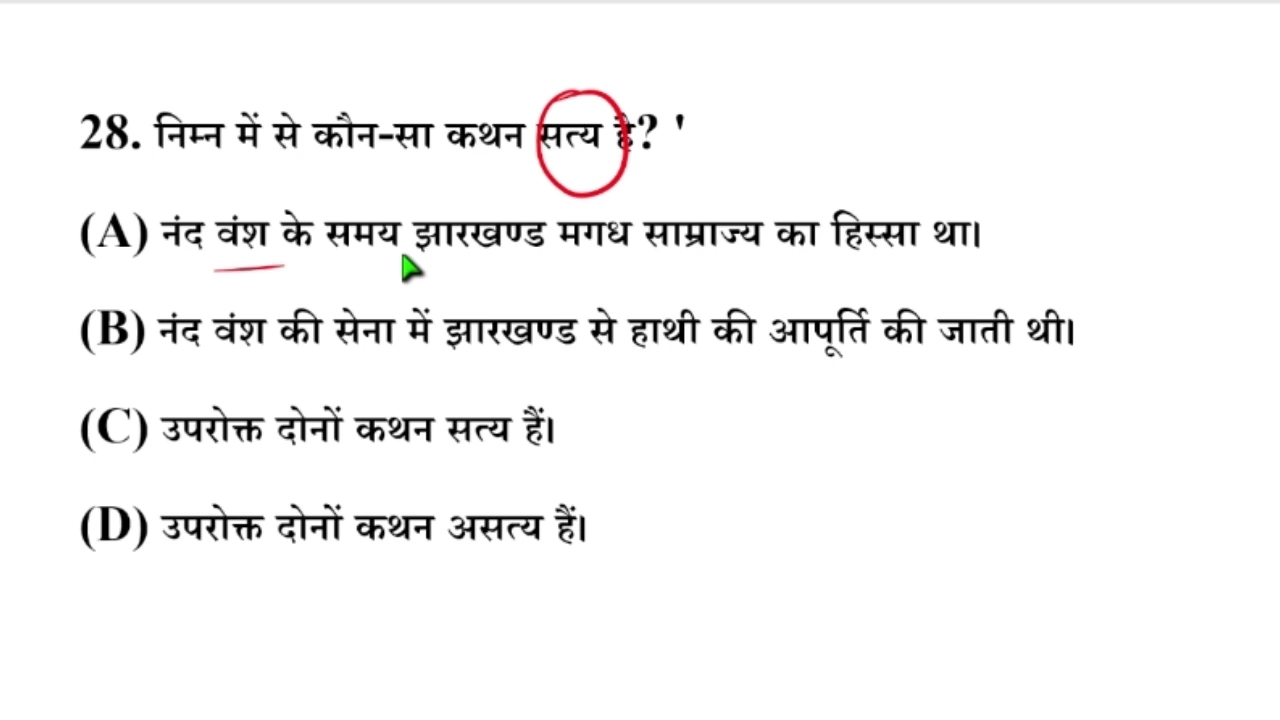 28. निम्न में से कौन-सा कथन सत्य है? '
(A) नंद वंश के समय झारखण्ड मगध साम्राज्य का हिस्सा था।
(B) नंद वंश की सेना में झारखण्ड से हाथी की आपूर्ति की जाती थी।
(C) उपरोक्त दोनों कथन सत्य हैं।
(D) उपरोक्त दोनों कथन असत्य हैं।